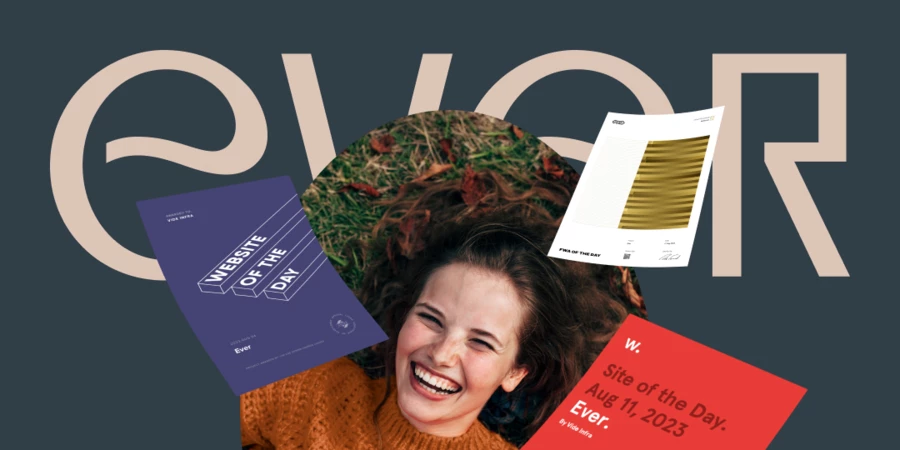 ever
VIDE INFRA
WEBSITE
OF THE
DAY
Ever
FWA OF THE DAY
W.
Site of the Day.
Aug 11, 2023
Ever.
By Vide Infra